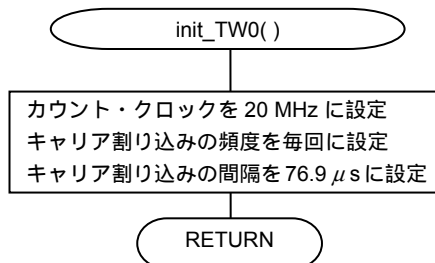 init_TW0( )
カウント・クロックを 20 MHz に設定
キャリア割り込みの頻度を毎回に設定
キャリア割り込みの間隔を 76.9 μs に設定
RETURN